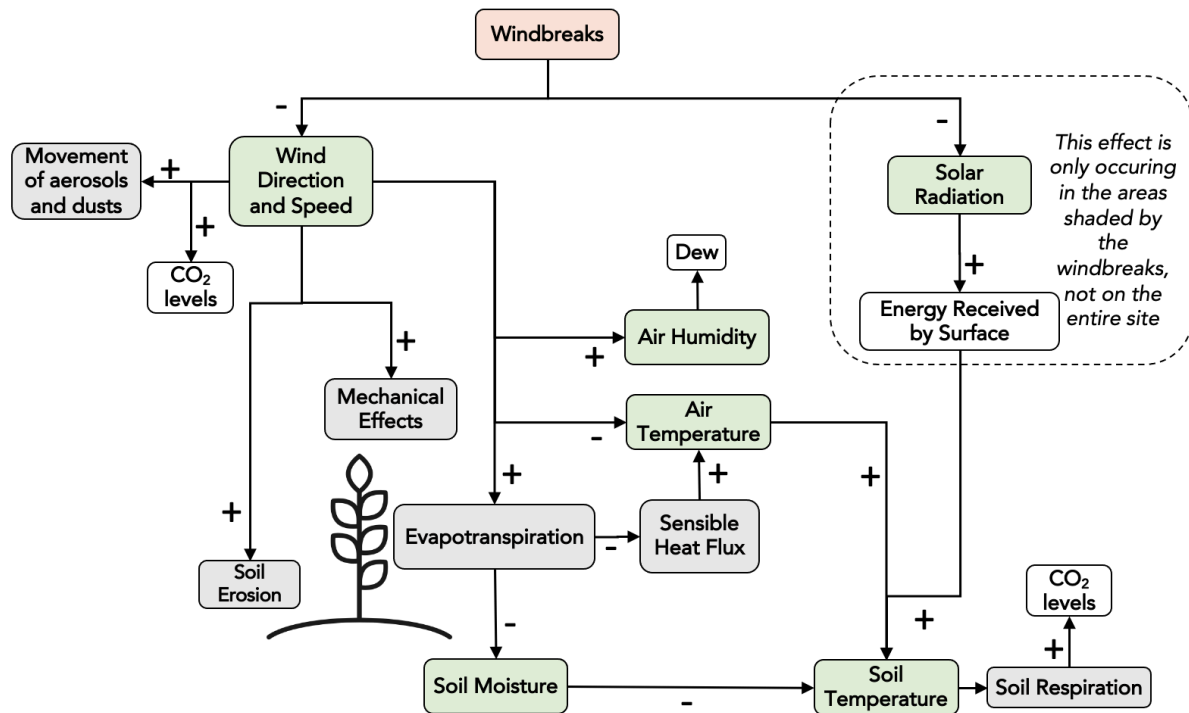 Windbreaks
-
-
Movement
of aerosols
and dusts
+
Wind
Direction
and Speed
+
CO₂
levels
Solar
Radiation
+
This effect is
only occuring
in the areas
shaded by
the
windbreaks,
not on the
entire site
Energy Received
by Surface
Dew
Air Humidity
+
+
Mechanical
Effects
Air
Temperature
-
+
+
+
+
Soil
Erosion
Evapotranspiration
-
Sensible
Heat Flux
-
+
CO₂
levels
+
Soil Moisture
-
Soil
Temperature
Soil Respiration